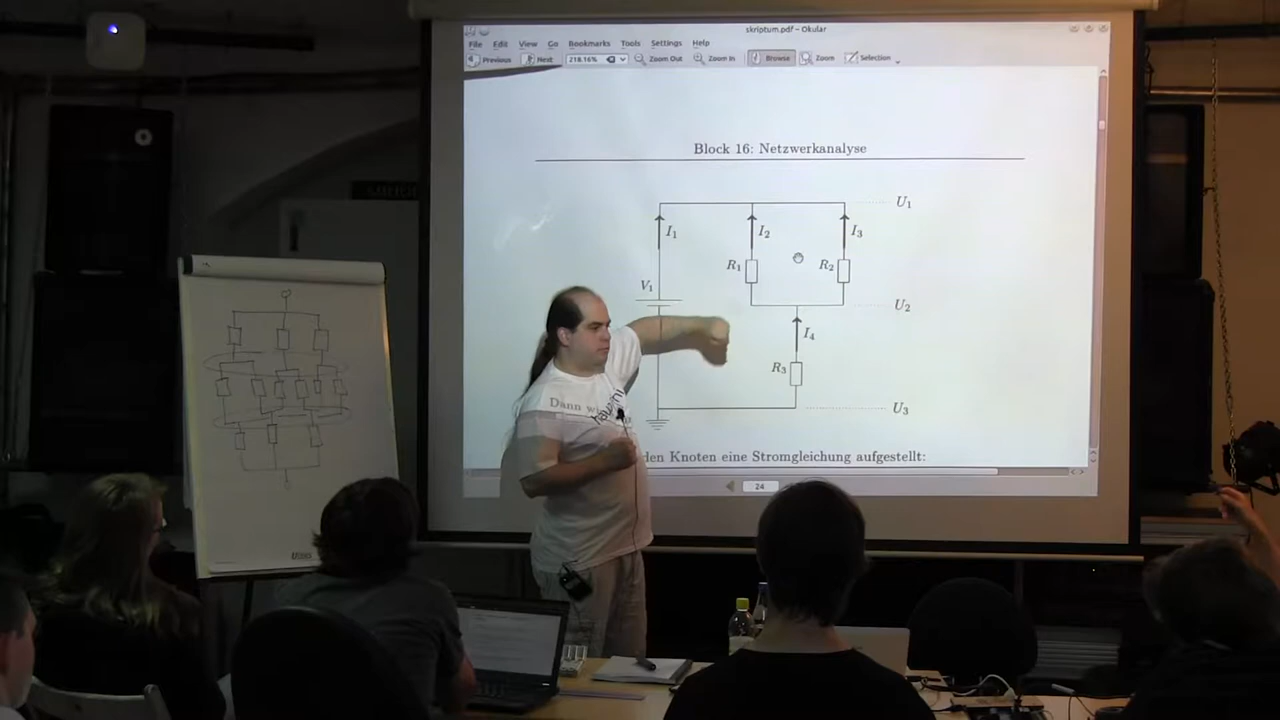 skriptum.pdf – Okular
File Edit View Go Bookmarks Tools Settings Help
Previous Next 218.16% Zoom Out Zoom In Browse Zoom Selection
Block 16: Netzwerkanalyse
U1
I1 I2 I3
R1 R2
V1
U2
I4
R3
Dann wi
U3
den Knoten eine Stromgleichung aufgestellt:
24